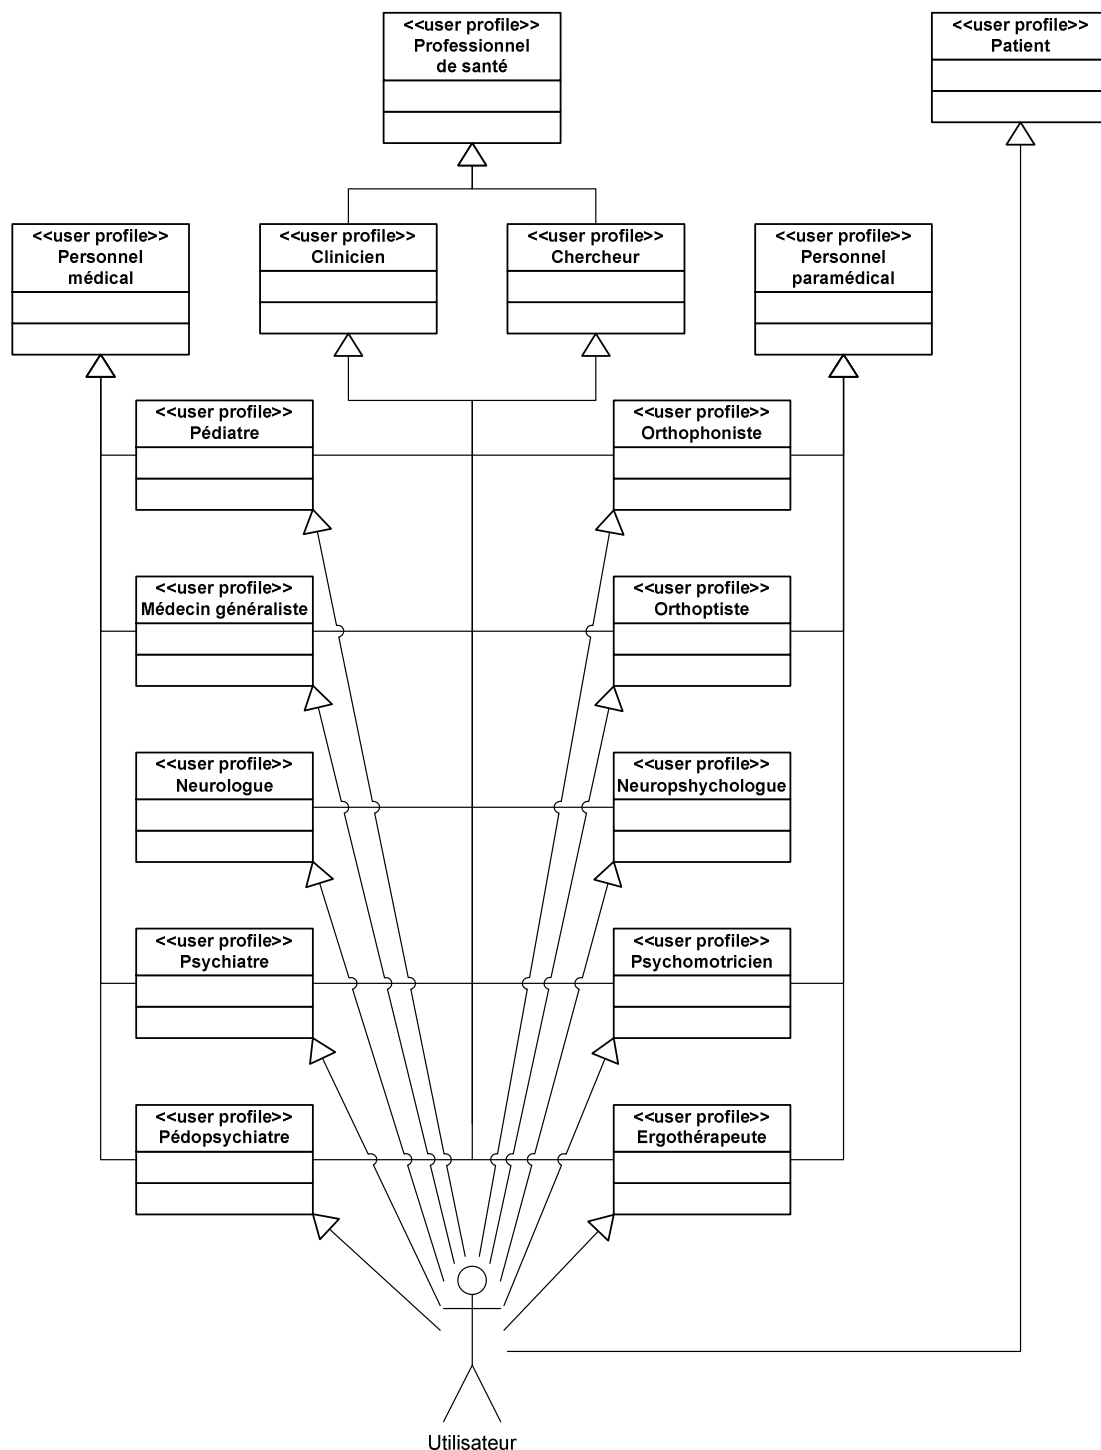 <<user profile>>
Professionnel
de santé
<<user profile>>
Patient
<<user profile>>
Personnel
médical
<<user profile>>
Clinicien
<<user profile>>
Chercheur
<<user profile>>
Personnel
paramédical
<<user profile>>
Pédiatre
<<user profile>>
Orthophoniste
<<user profile>>
Médecin généraliste
<<user profile>>
Orthoptiste
<<user profile>>
Neurologue
<<user profile>>
Neuropshychologue
<<user profile>>
Psychiatre
<<user profile>>
Psychomotricien
<<user profile>>
Pédopsychiatre
<<user profile>>
Ergothérapeute
Utilisateur